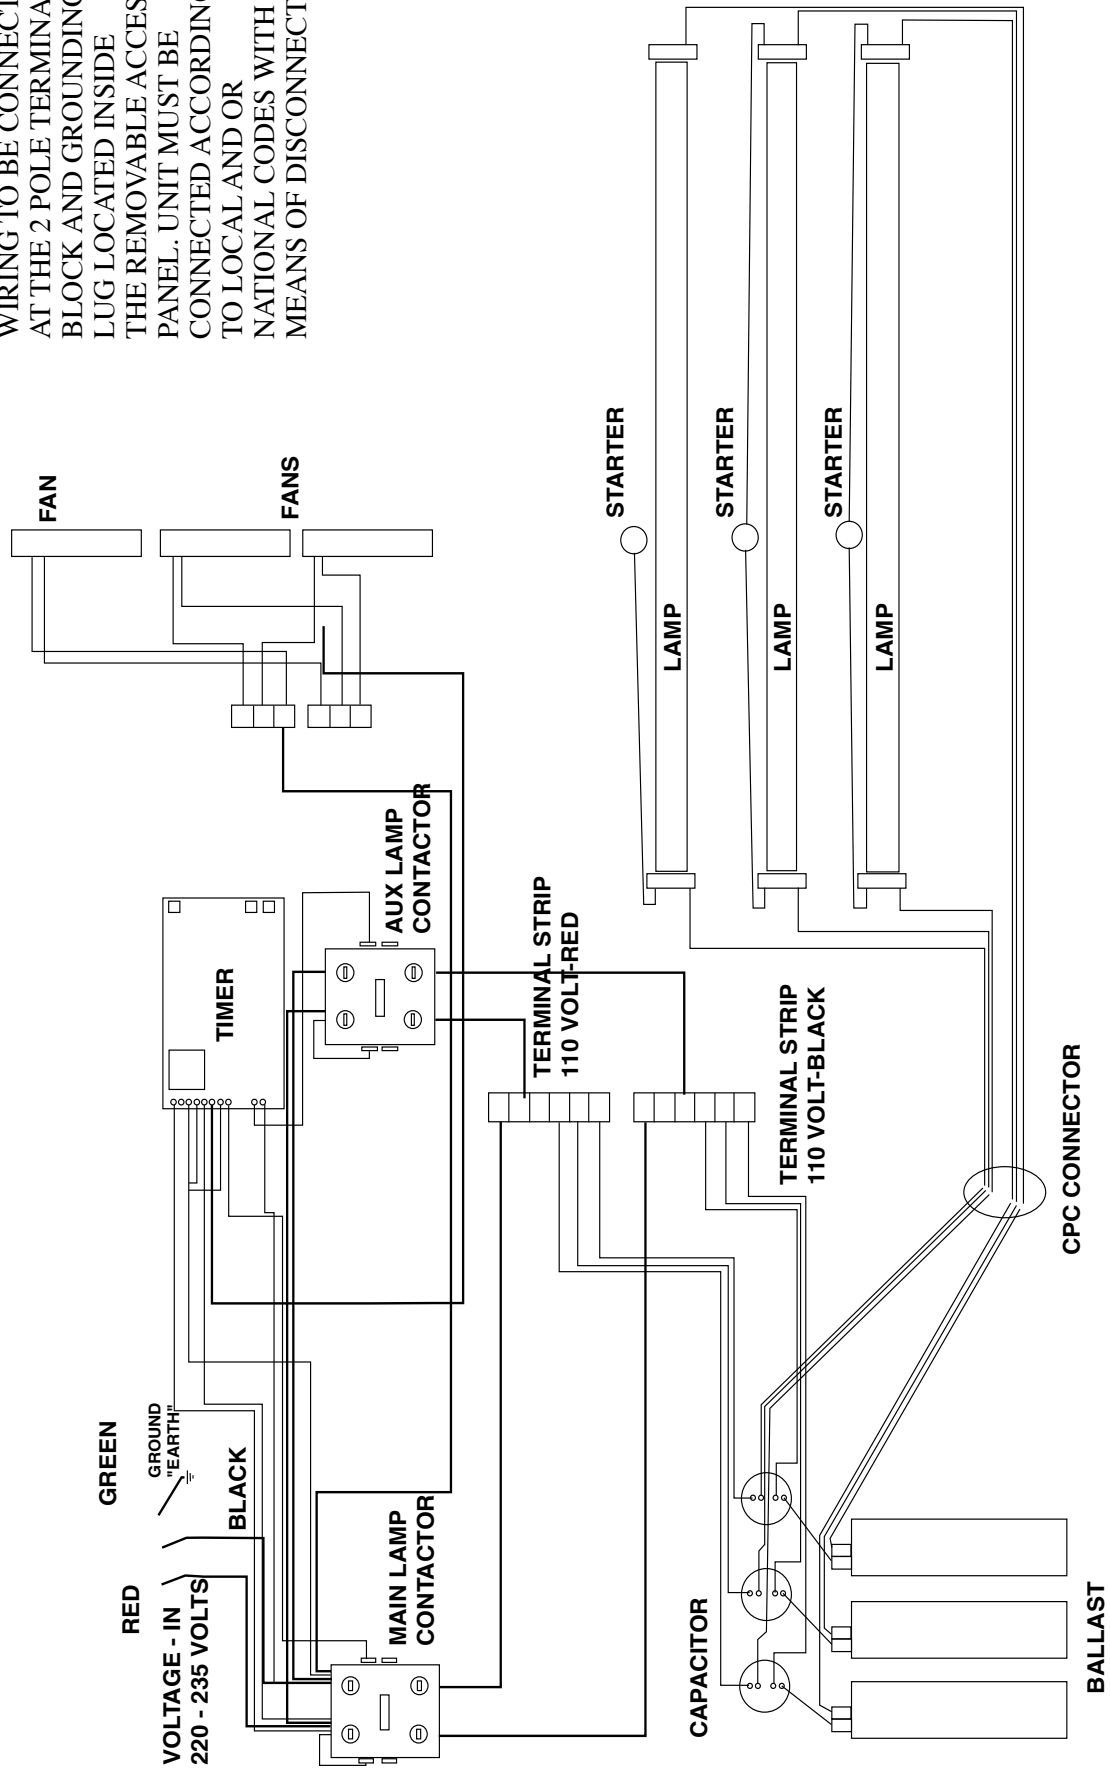 WIRING TO BE CONNECT
AT THE 2 POLE TERMINA
BLOCK AND GROUNDING
LUG LOCATED INSIDE
THE REMOVABLE ACCES
PANEL. UNIT MUST BE
CONNECTED ACCORDING
TO LOCAL AND OR
NATIONAL CODES WITH
MEANS OF DISCONNECT
FAN
FANS
GREEN
GROUND
"EARTH"
RED
BLACK
VOLTAGE - IN
220 - 235 VOLTS
TIMER
MAIN LAMP
CONTACTOR
AUX LAMP
CONTACTOR
TERMINAL STRIP
110 VOLT-RED
TERMINAL STRIP
110 VOLT-BLACK
STARTER
LAMP
STARTER
LAMP
STARTER
LAMP
CAPACITOR
CPC CONNECTOR
BALLAST